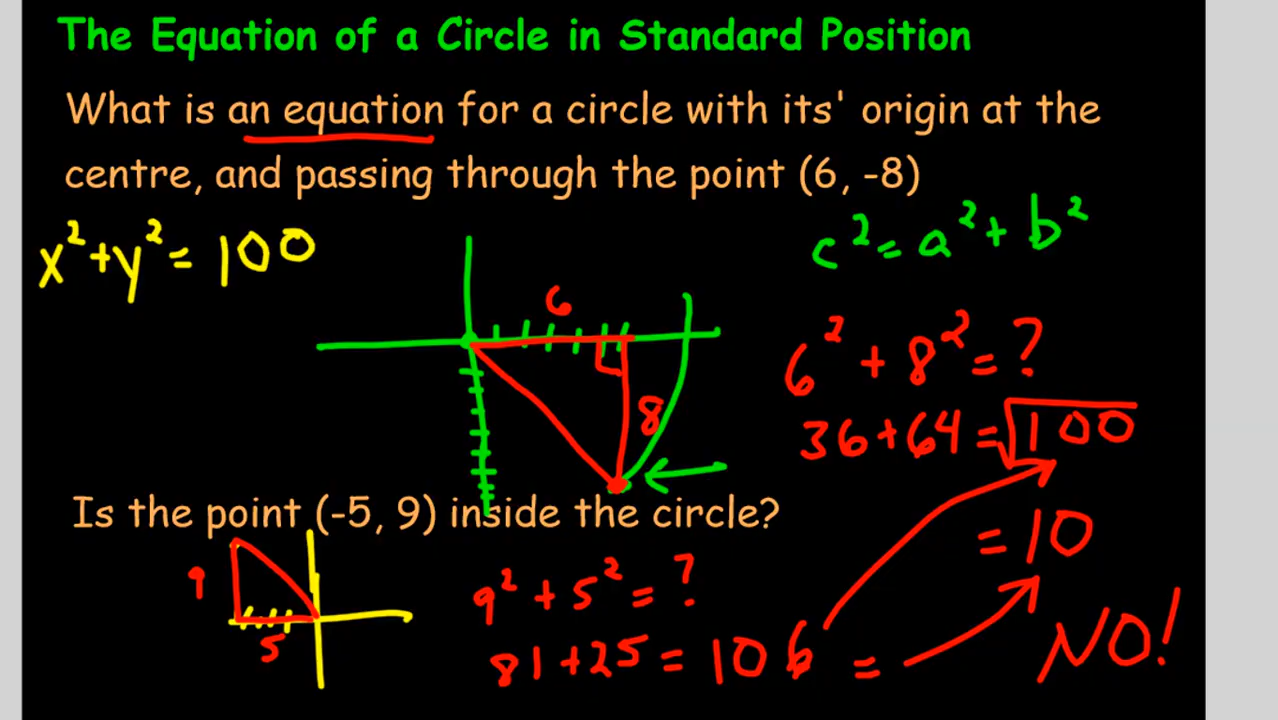 The Equation of a Circle in Standard Position
What is an equation for a circle with its' origin at the
centre, and passing through the point (6, -8)
x² + y² = 100
c² = a² + b²
6
8
6² + 8² = ?
36 + 64 = √100
= 10
Is the point (-5, 9) inside the circle?
9
5
9² + 5² = ?
81 + 25 = 106 =
NO!